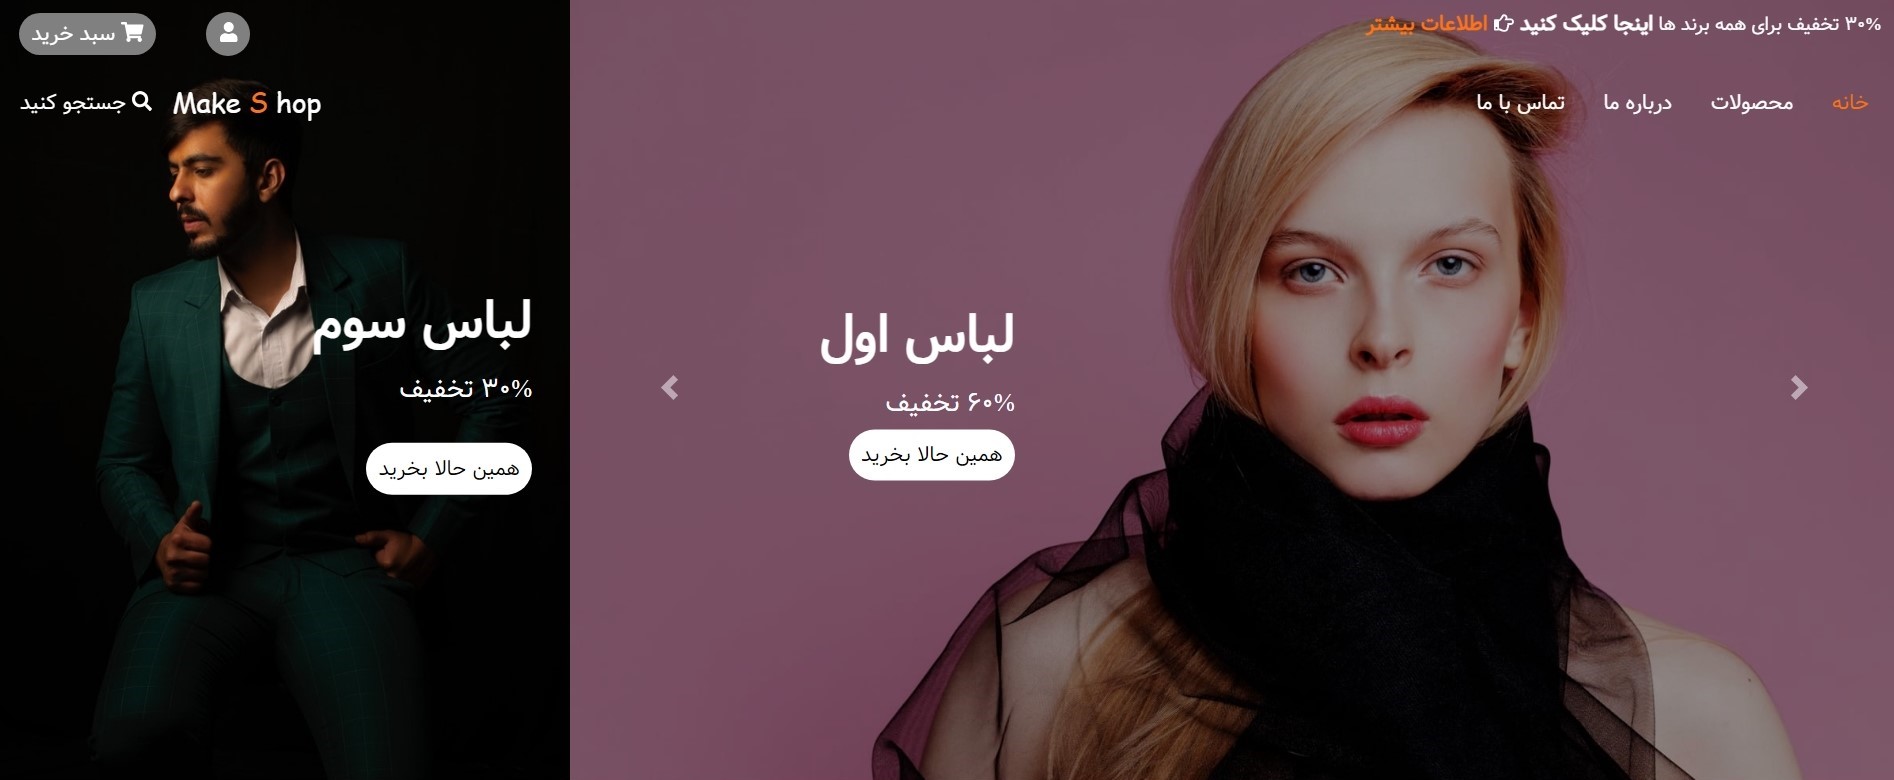 ۳۰% تخفیف برای همه برند ها اینجا کلیک کنید اطلاعات بیشتر
سبد خرید
خانه
محصولات
درباره ما
تماس با ما
Make S hop
جستجو کنید
لباس اول
۶۰% تخفیف
همین حالا بخرید
لباس سوم
۳۰% تخفیف
همین حالا بخرید